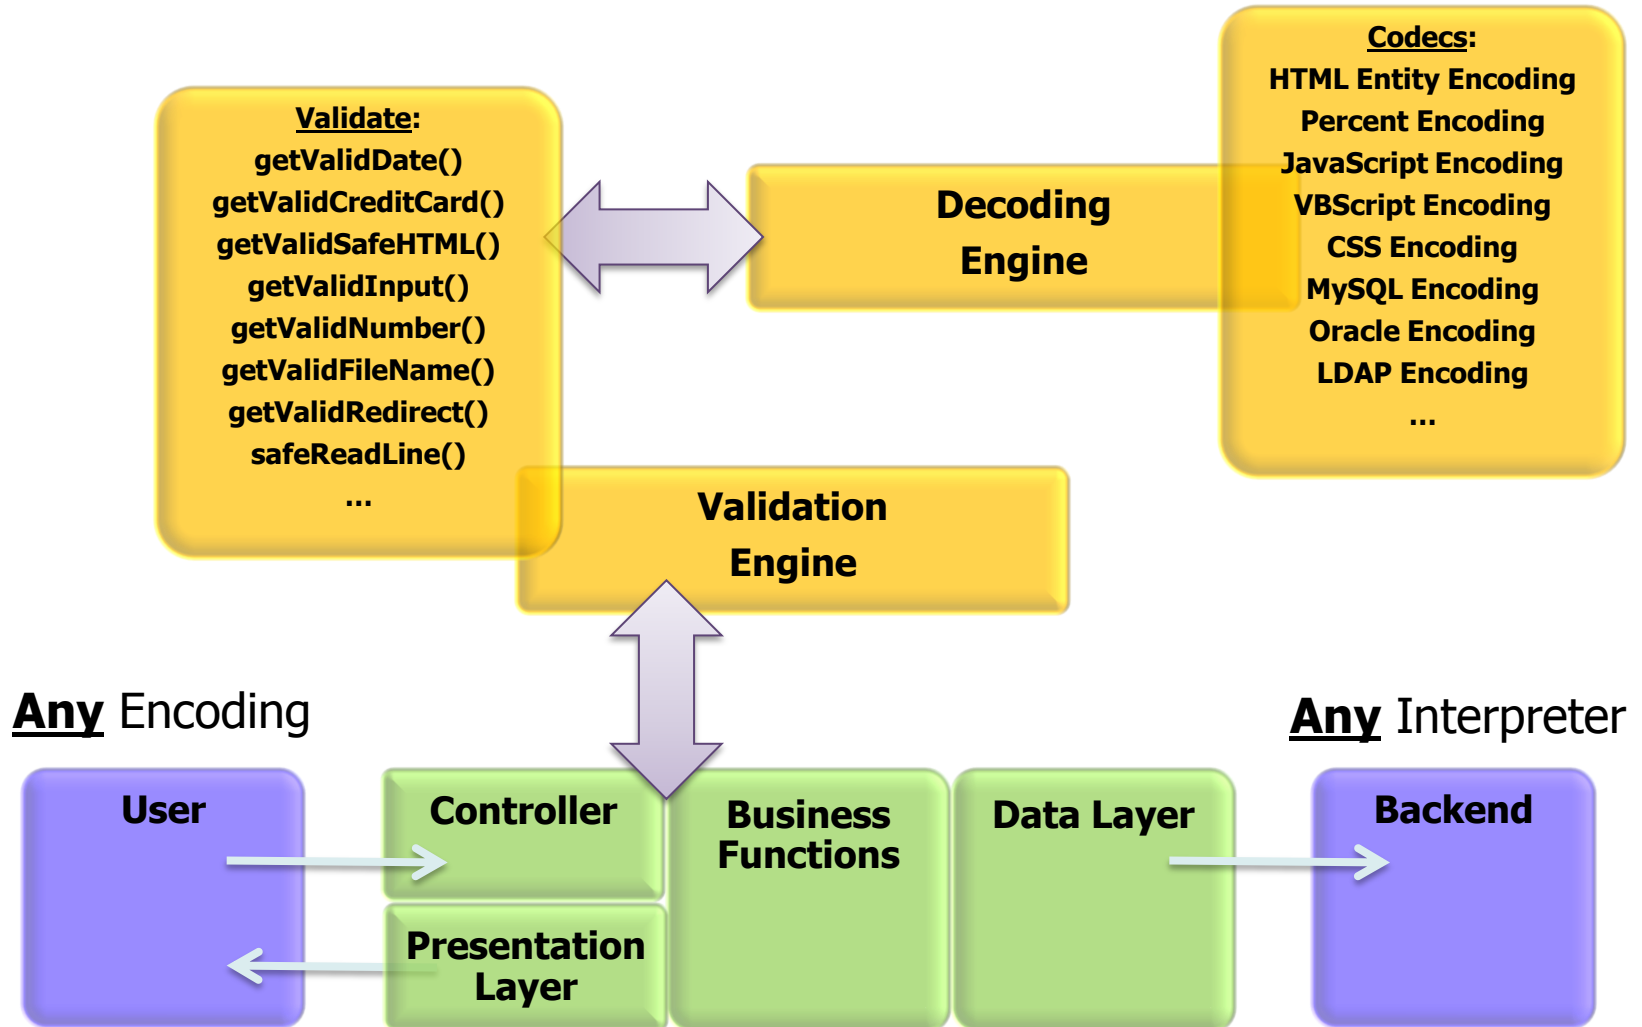 Codecs:
HTML Entity Encoding
Percent Encoding
JavaScript Encoding
VBScript Encoding
CSS Encoding
MySQL Encoding
Oracle Encoding
LDAP Encoding
...
Validate:
getValidDate()
getValidCreditCard()
getValidSafeHTML()
getValidInput()
getValidNumber()
getValidFileName()
getValidRedirect()
safeReadLine()
...
Decoding
Engine
Validation
Engine
Any Encoding
Any Interpreter
User
Controller
Presentation
Layer
Business
Functions
Data Layer
Backend